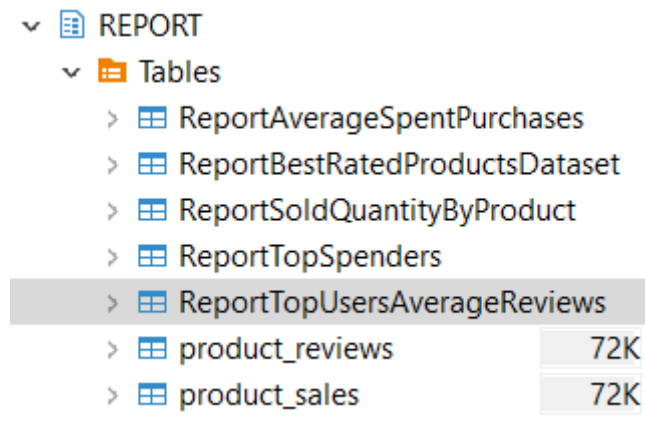 REPORT
Tables
ReportAverageSpentPurchases
ReportBestRatedProductsDataset
ReportSoldQuantityByProduct
ReportTopSpenders
ReportTopUsersAverageReviews
product_reviews 72K
product_sales 72K